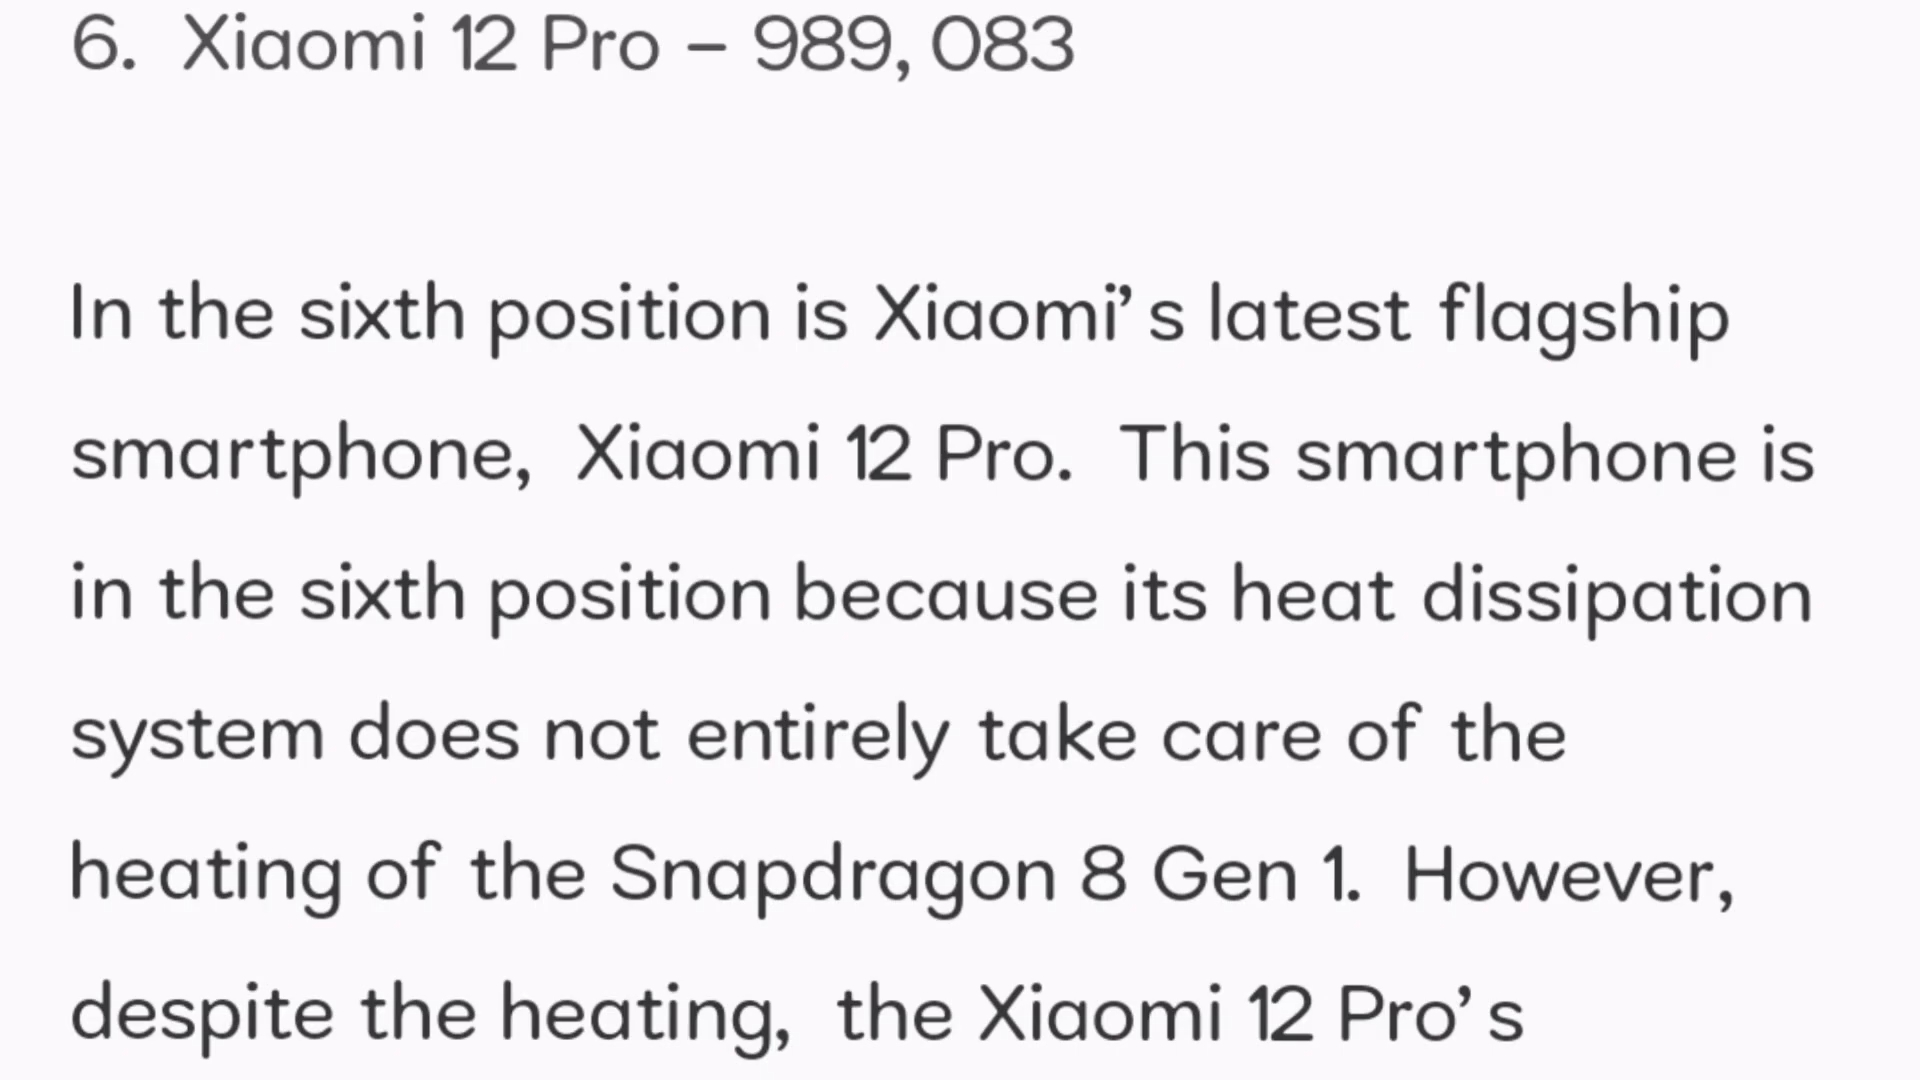 6. Xiaomi 12 Pro – 989, 083
In the sixth position is Xiaomi’s latest flagship
smartphone, Xiaomi 12 Pro. This smartphone is
in the sixth position because its heat dissipation
system does not entirely take care of the
heating of the Snapdragon 8 Gen 1. However,
despite the heating, the Xiaomi 12 Pro’s